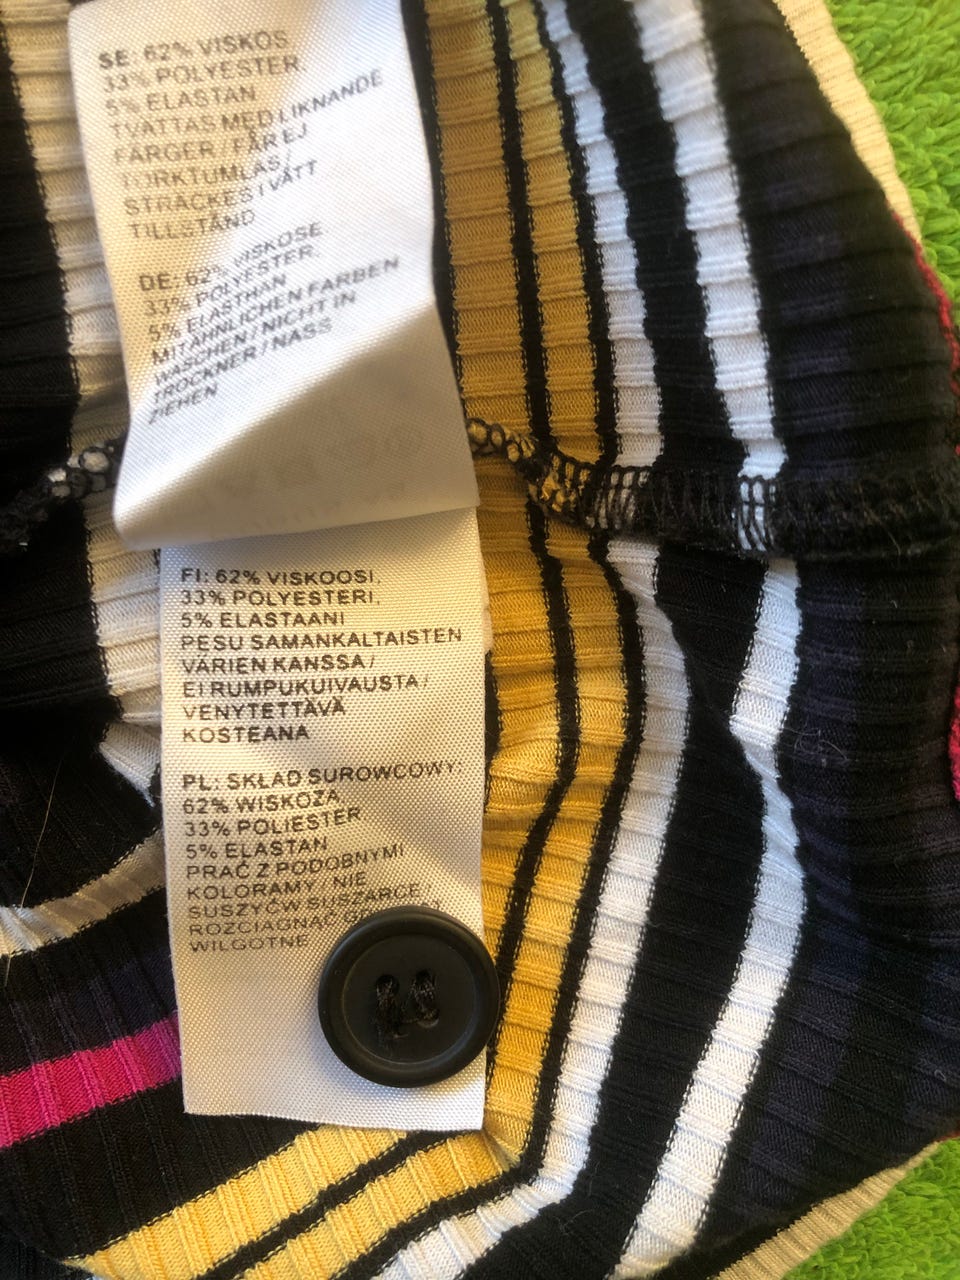 SE: 62% VISKOS
33% POLYESTER,
5% ELASTAN
TVÄTTAS MED LIKNANDE
FÄRGER / FÅR EJ
TORKTUMLAS /
STRÄCKES I VÅTT
TILLSTÅND
DE: 62% VISKOSE,
33% POLYESTER,
5% ELASTHAN
MIT ÄHNLICHEN FARBEN
WASCHEN / NICHT IN
TROCKNER / NASS
ZIEHEN
FI: 62% VISKOOSI,
33% POLYESTERI,
5% ELASTAANI
PESU SAMANKALTAISTEN
VÄRIEN KANSSA /
EI RUMPUKUIVAUSTA /
VENYTETTÄVÄ
KOSTEANA
PL: SKŁAD SUROWCOWY:
62% WISKOZA
33% POLIESTER
5% ELASTAN
PRAĆ Z PODOBNYMI
KOLORAMY / NIE
SUSZYĆ W SUSZARCE /
ROZCIĄGNĄĆ
WILGOTNE